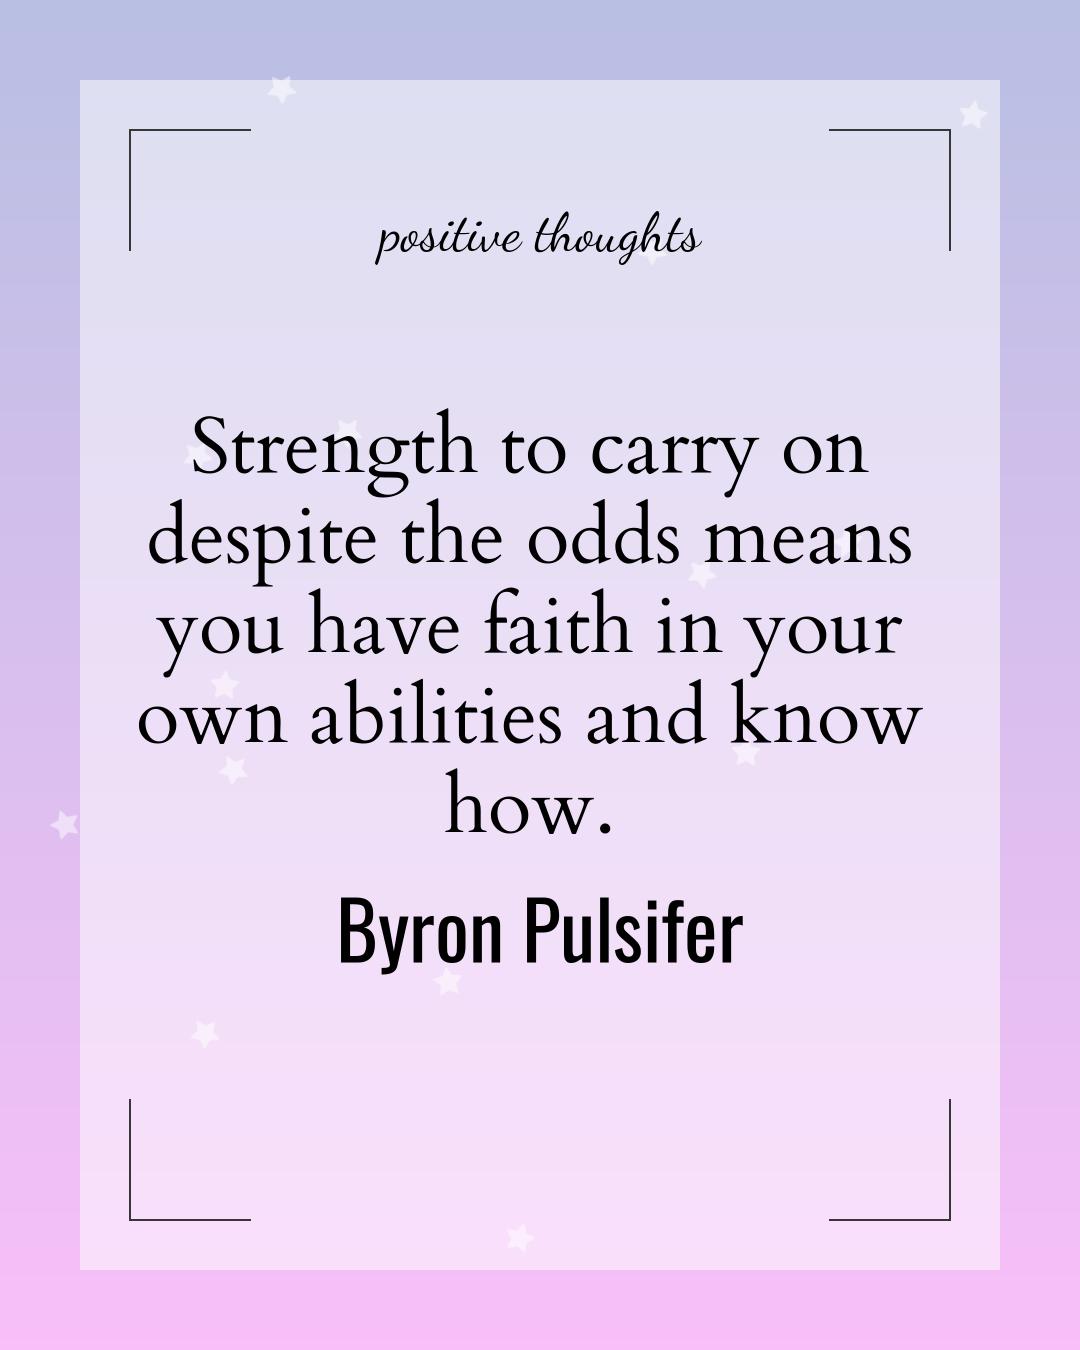 positive thoughts
Strength to carry on
despite the odds means
you have faith in your
own abilities and know
how.
Byron Pulsifer